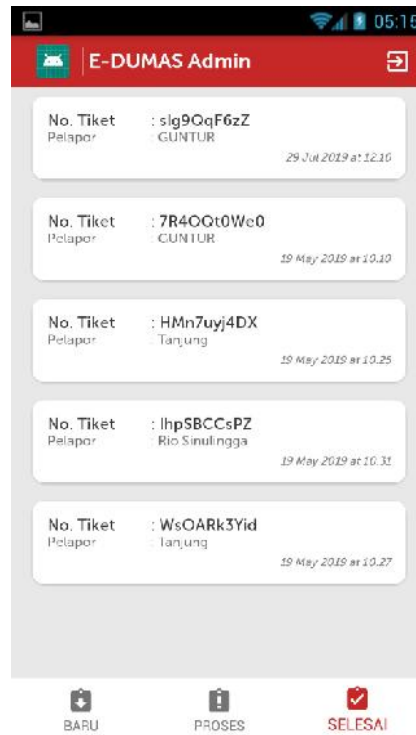 05:15
E-DUMAS Admin
No. Tiket : slg9QqF6zZ
Pelapor : GUNTUR
29 Jul 2019 at 12.10
No. Tiket : 7R4OQt0We0
Pelapor : GUNTUR
19 May 2019 at 10.10
No. Tiket : HMn7uyj4DX
Pelapor : Tanjung
19 May 2019 at 10.25
No. Tiket : IhpSBCCsPZ
Pelapor : Rio Sinulingga
19 May 2019 at 10.31
No. Tiket : WsOARk3Yid
Pelapor : Tanjung
19 May 2019 at 10.27
BARU
PROSES
SELESAI